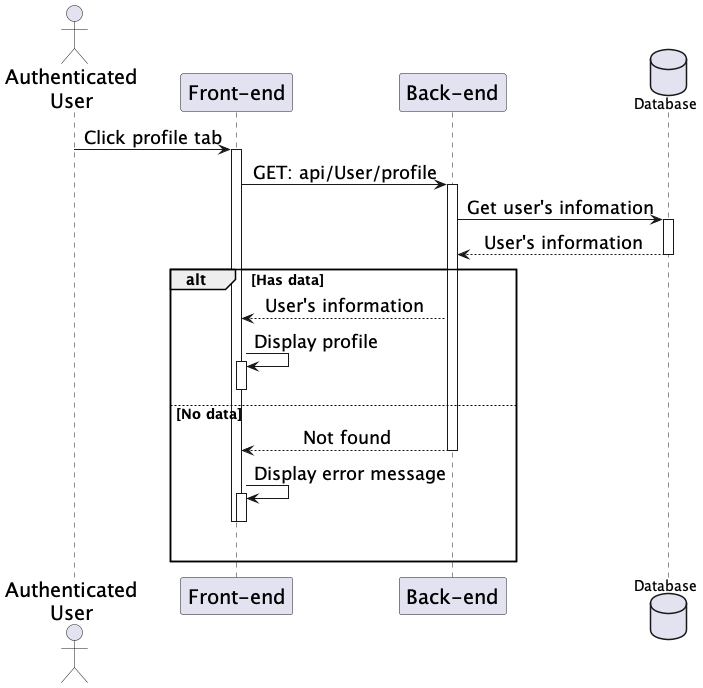 Authenticated
User
Front-end
Back-end
Database
Click profile tab
GET: api/User/profile
Get user's infomation
User's information
alt
[Has data]
User's information
Display profile
[No data]
Not found
Display error message
Authenticated
User
Front-end
Back-end
Database